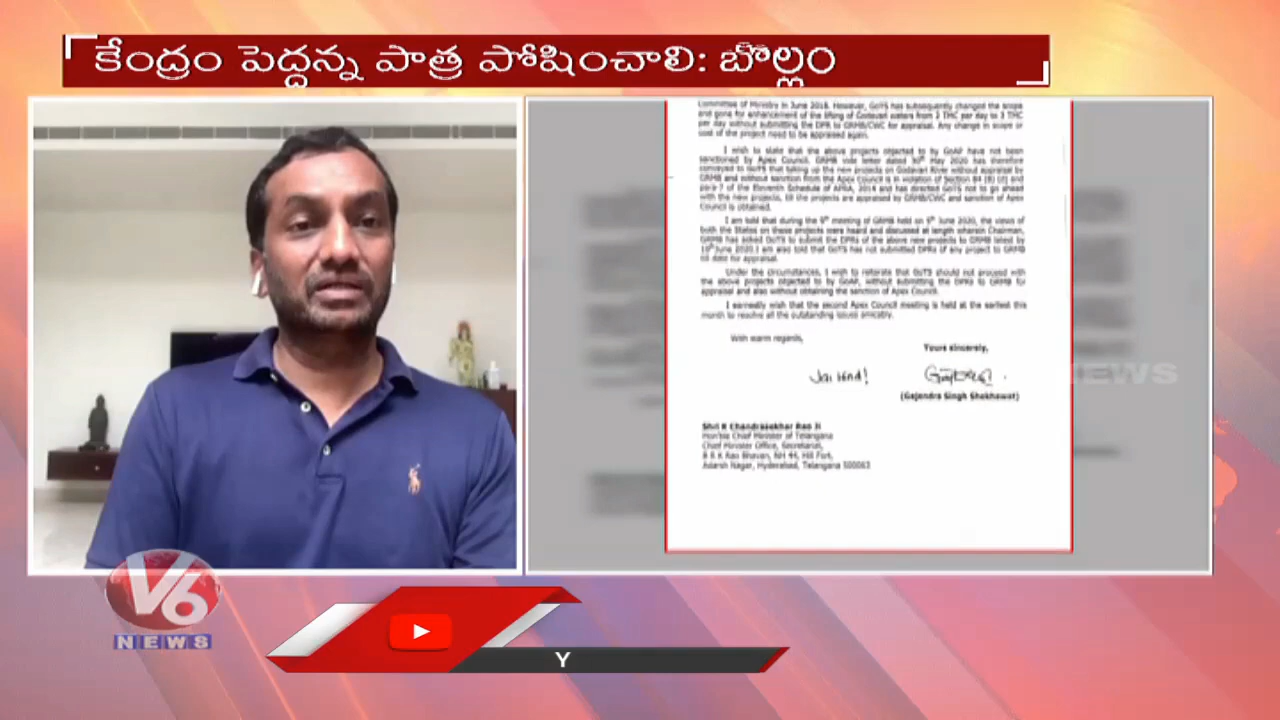 కేంద్రం పెద్దన్న పాత్ర పోషించాలి: బొల్లం
Committee of Ministry in June 2018. However, GoTS has subsequently changed the scope
and gone for enhancement of the lifting of Godavari waters from 2 TMC per day to 3 TMC
per day without submitting the DPR to GRMB/CWC for appraisal. Any change in scope or
cost of the project need to be appraised again.
I wish to state that the above projects objected to by GoAP have not been
sanctioned by Apex Council. GRMB vide letter dated 30th May 2020 has therefore
conveyed to GoTS that taking up the new projects on Godavari River without appraisal by
GRMB and without sanction from the Apex Council is in violation of Section 84 (3) (ii) and
para-7 of the Eleventh Schedule of APRA, 2014 and has directed GoTS not to go ahead
with the new projects, till the projects are appraised by GRMB/CWC and sanction of Apex
Council is obtained.
I am told that during the 9th meeting of GRMB held on 5th June 2020, the views of
both the States on these projects were heard and discussed at length wherein Chairman,
GRMB has asked GoTS to submit the DPRs of the above new projects to GRMB latest by
10th June 2020. I am also told that GoTS has not submitted DPRs of any project to GRMB
till date for appraisal.
Under the circumstances, I wish to reiterate that GoTS should not proceed with
the above projects objected to by GoAP, without submitting the DPRs to GRMB for
appraisal and also without obtaining the sanction of Apex Council.
I earnestly wish that the second Apex Council meeting is held at the earliest this
month to resolve all the outstanding issues amicably.
With warm regards,
Yours sincerely,
Jai Hind!
(Gajendra Singh Shekhawat)
Shri K Chandrasekhar Rao Ji
Hon'ble Chief Minister of Telangana
Chief Minister Office, Secretariat,
B R K Rao Bhavan, NH 44, Hill Fort,
Adarsh Nagar, Hyderabad, Telangana 500063
NEWS
V6
NEWS
Y